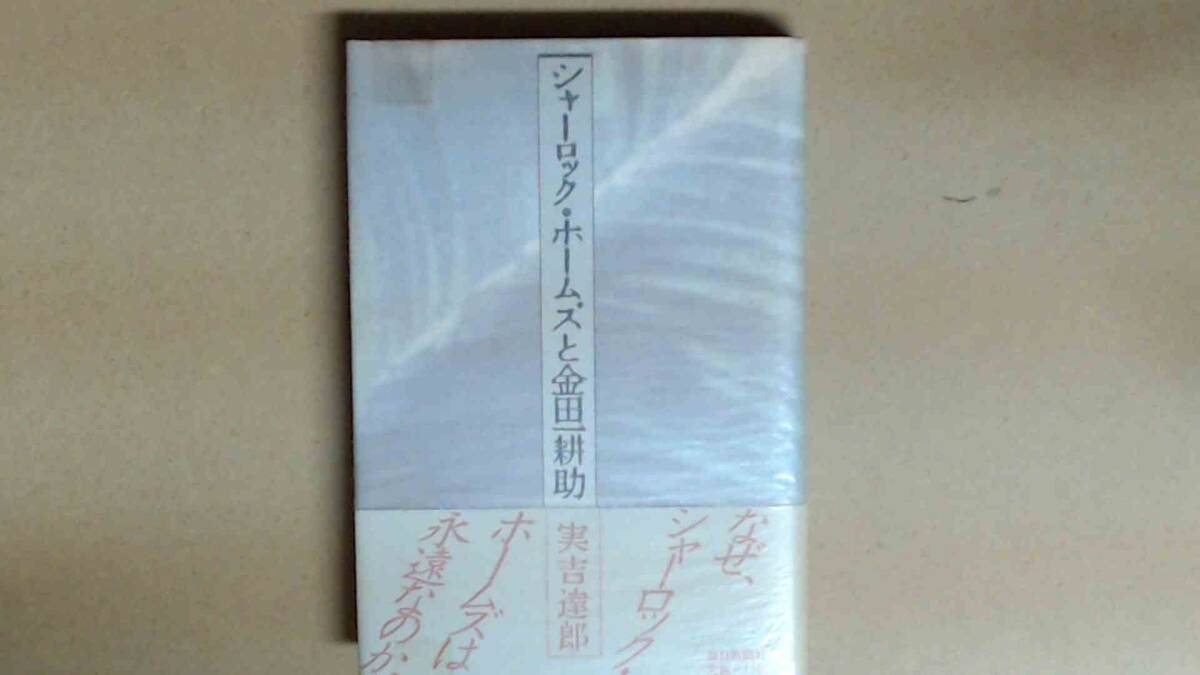 シャーロック・ホームズと金田一耕助
実吉達郎
なぜ、
シャーロック・
ホームズは
永遠なのか